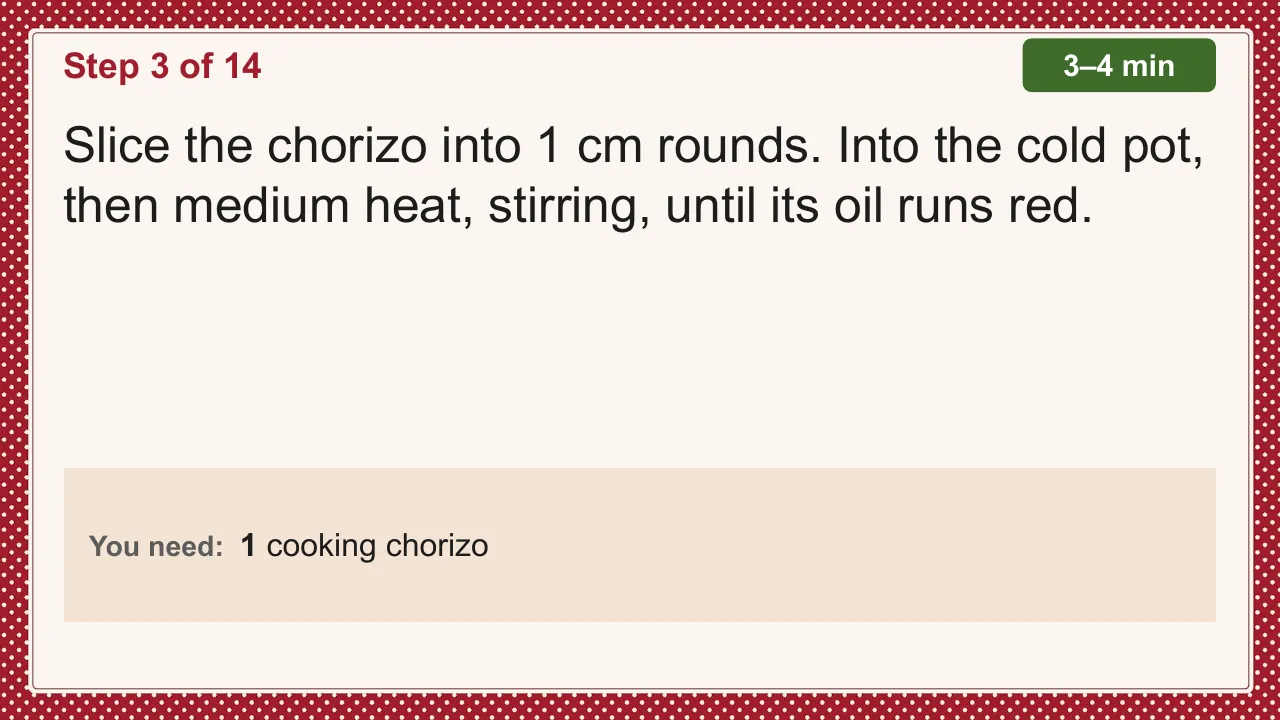 Step 3 of 14
3–4 min
Slice the chorizo into 1 cm rounds. Into the cold pot,
then medium heat, stirring, until its oil runs red.
You need: 1 cooking chorizo